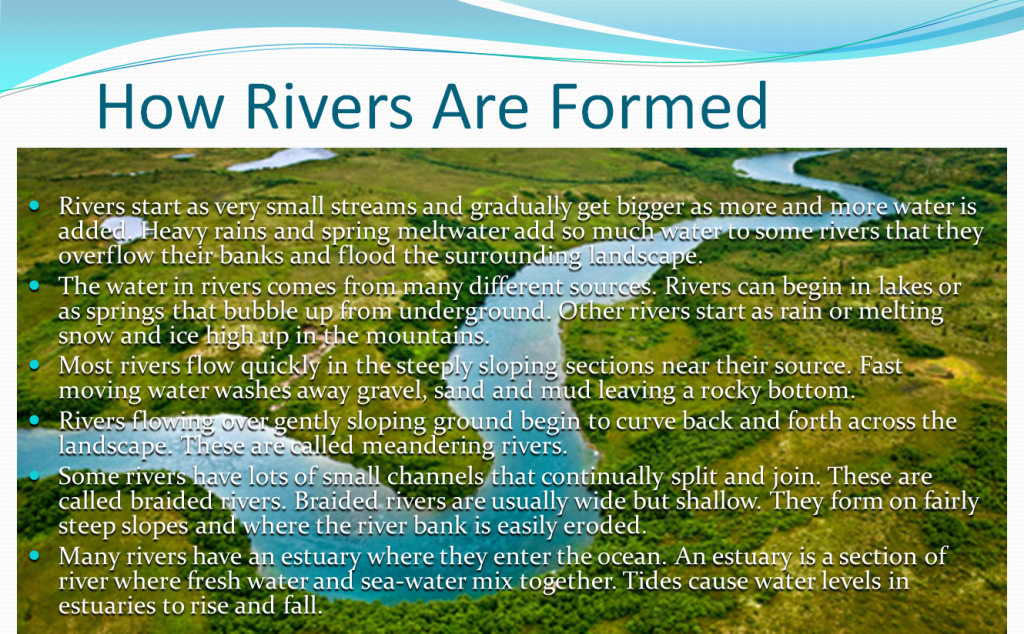 How Rivers Are Formed
• Rivers start as very small streams and gradually get bigger as more and more water is
added. Heavy rains and spring meltwater add so much water to some rivers that they
overflow their banks and flood the surrounding landscape.
• The water in rivers comes from many different sources. Rivers can begin in lakes or
as springs that bubble up from underground. Other rivers start as rain or melting
snow and ice high up in the mountains.
• Most rivers flow quickly in the steeply sloping sections near their source. Fast
moving water washes away gravel, sand and mud leaving a rocky bottom.
• Rivers flowing over gently sloping ground begin to curve back and forth across the
landscape. These are called meandering rivers.
• Some rivers have lots of small channels that continually split and join. These are
called braided rivers. Braided rivers are usually wide but shallow. They form on fairly
steep slopes and where the river bank is easily eroded.
• Many rivers have an estuary where they enter the ocean. An estuary is a section of
river where fresh water and sea-water mix together. Tides cause water levels in
estuaries to rise and fall.